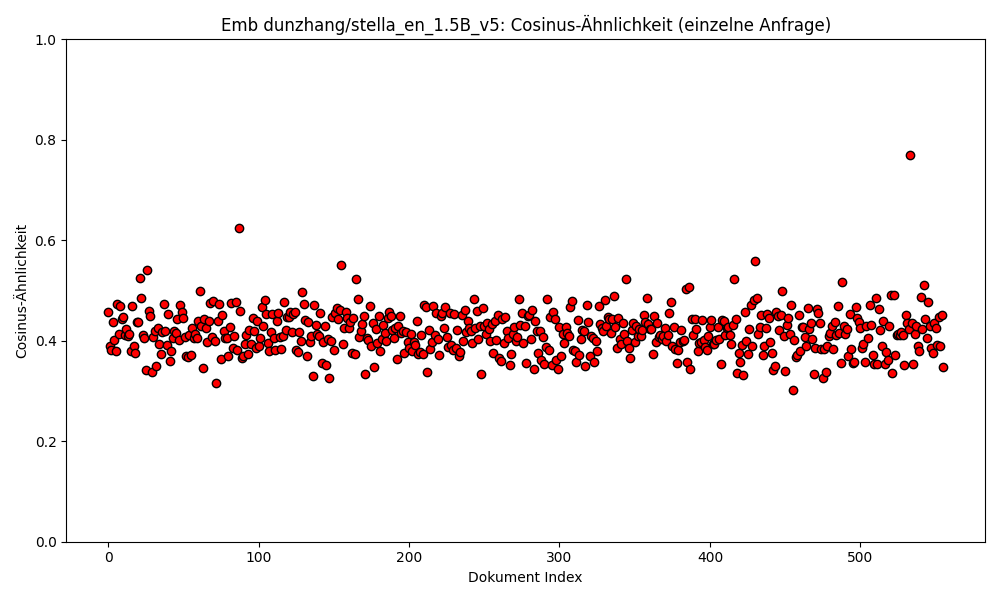 Emb dunzhang/stella_en_1.5B_v5: Cosinus-Ähnlichkeit (einzelne Anfrage)
1.0
0.8
0.6
0.4
0.2
0.0
Cosinus-Ähnlichkeit
0 100 200 300 400 500
Dokument Index